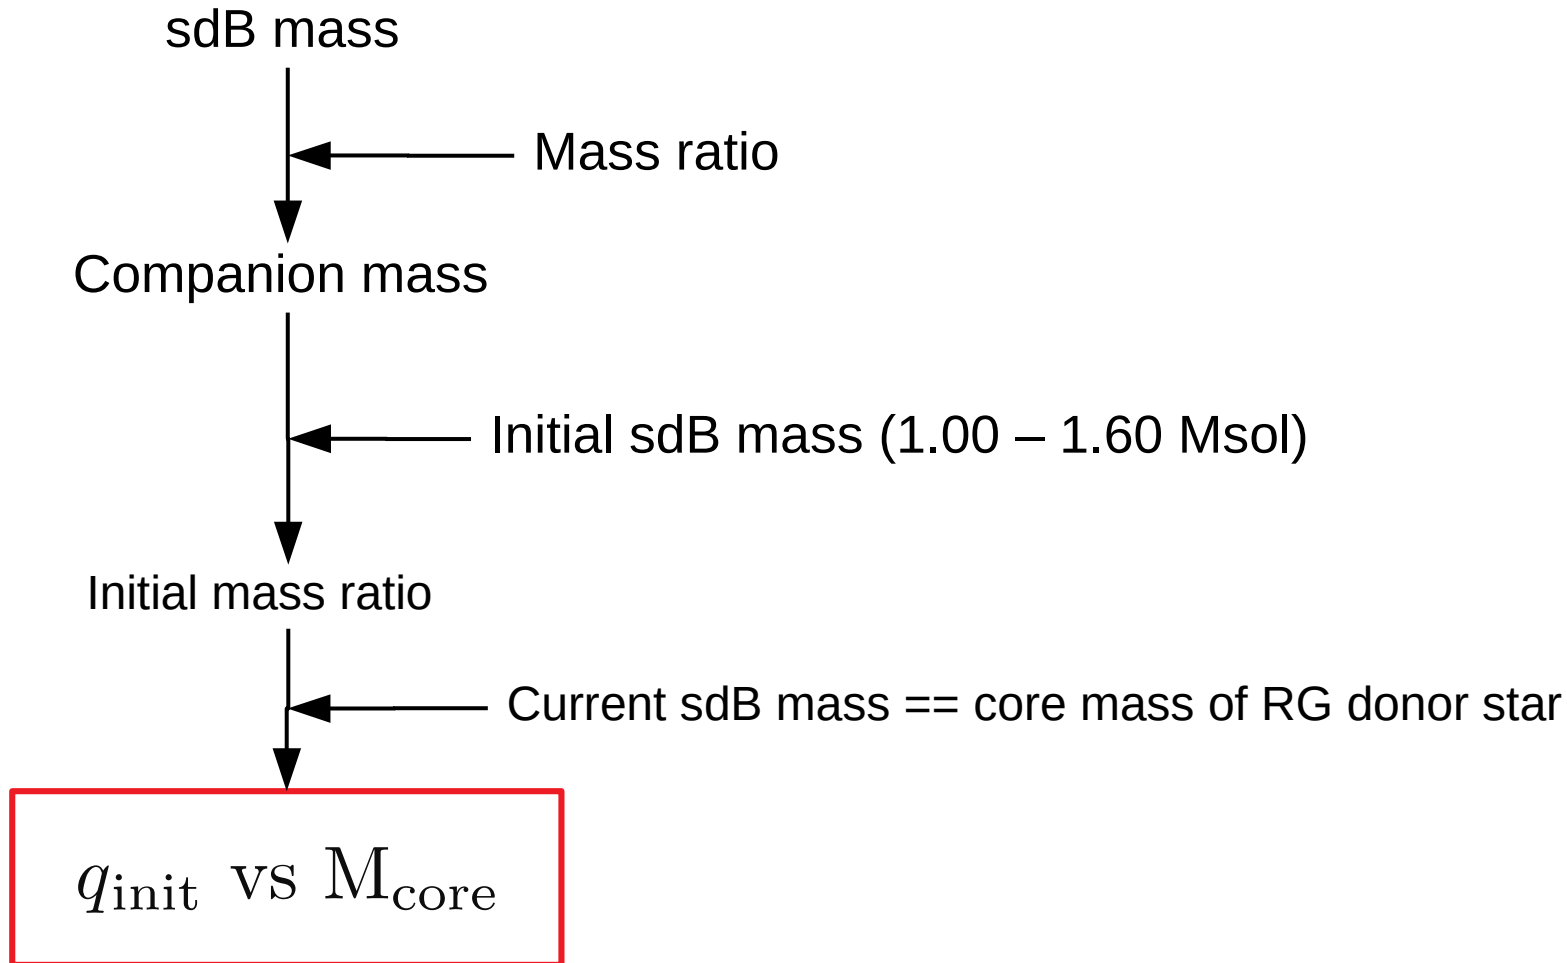 sdB mass
Mass ratio
Companion mass
Initial sdB mass (1.00 – 1.60 Msol)
Initial mass ratio
Current sdB mass == core mass of RG donor star
q_init vs M_core